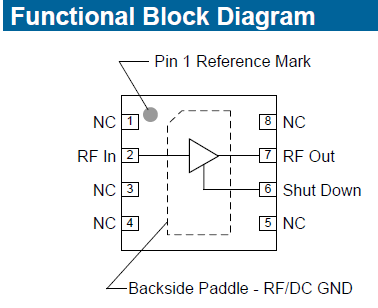 Functional Block Diagram
Pin 1 Reference Mark
NC 1 8 NC
RF In 2 7 RF Out
NC 3 6 Shut Down
NC 4 5 NC
Backside Paddle - RF/DC GND